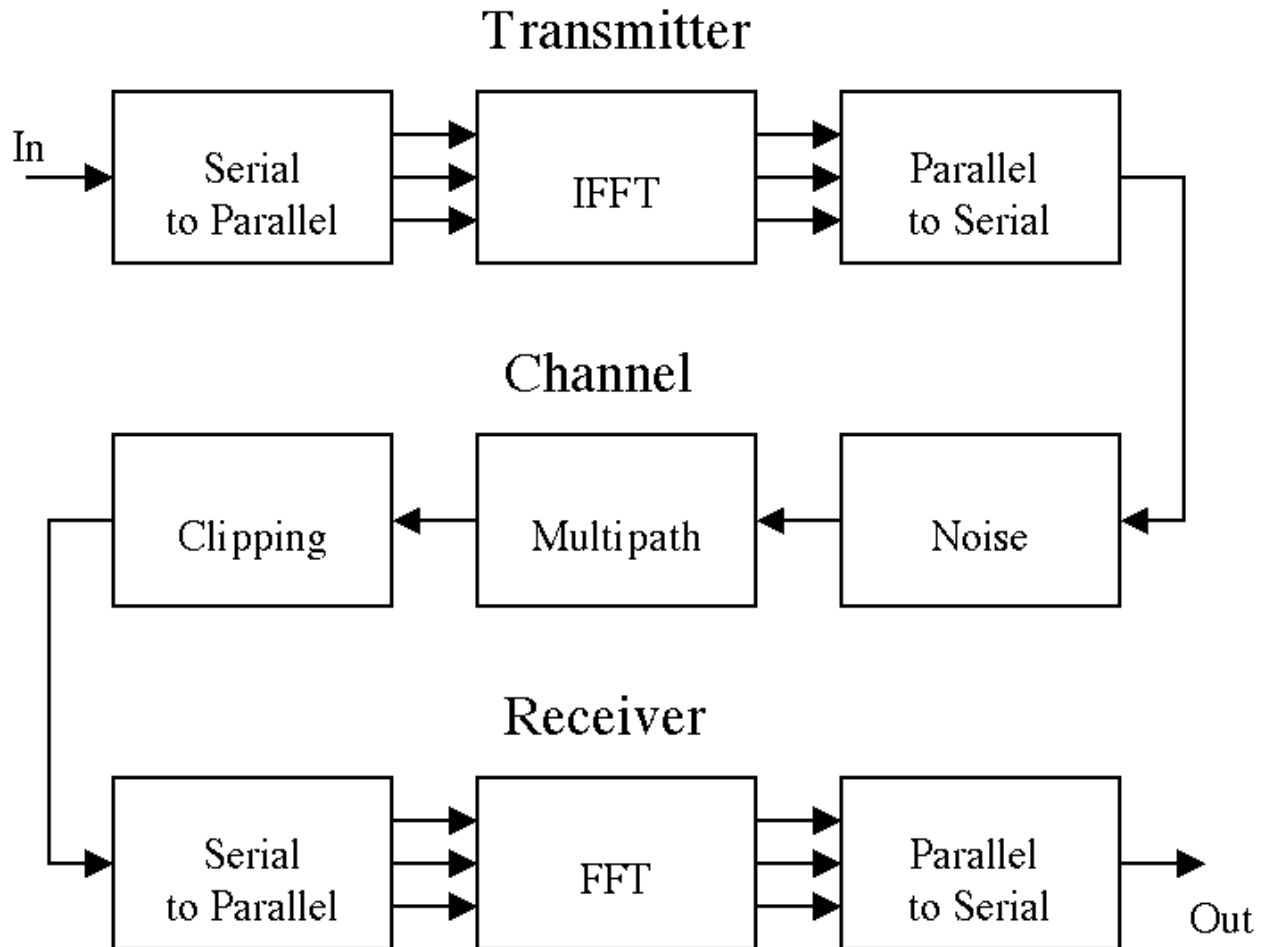 Transmitter
In
Serial
to Parallel
IFFT
Parallel
to Serial
Channel
Clipping
Multipath
Noise
Receiver
Serial
to Parallel
FFT
Parallel
to Serial
Out